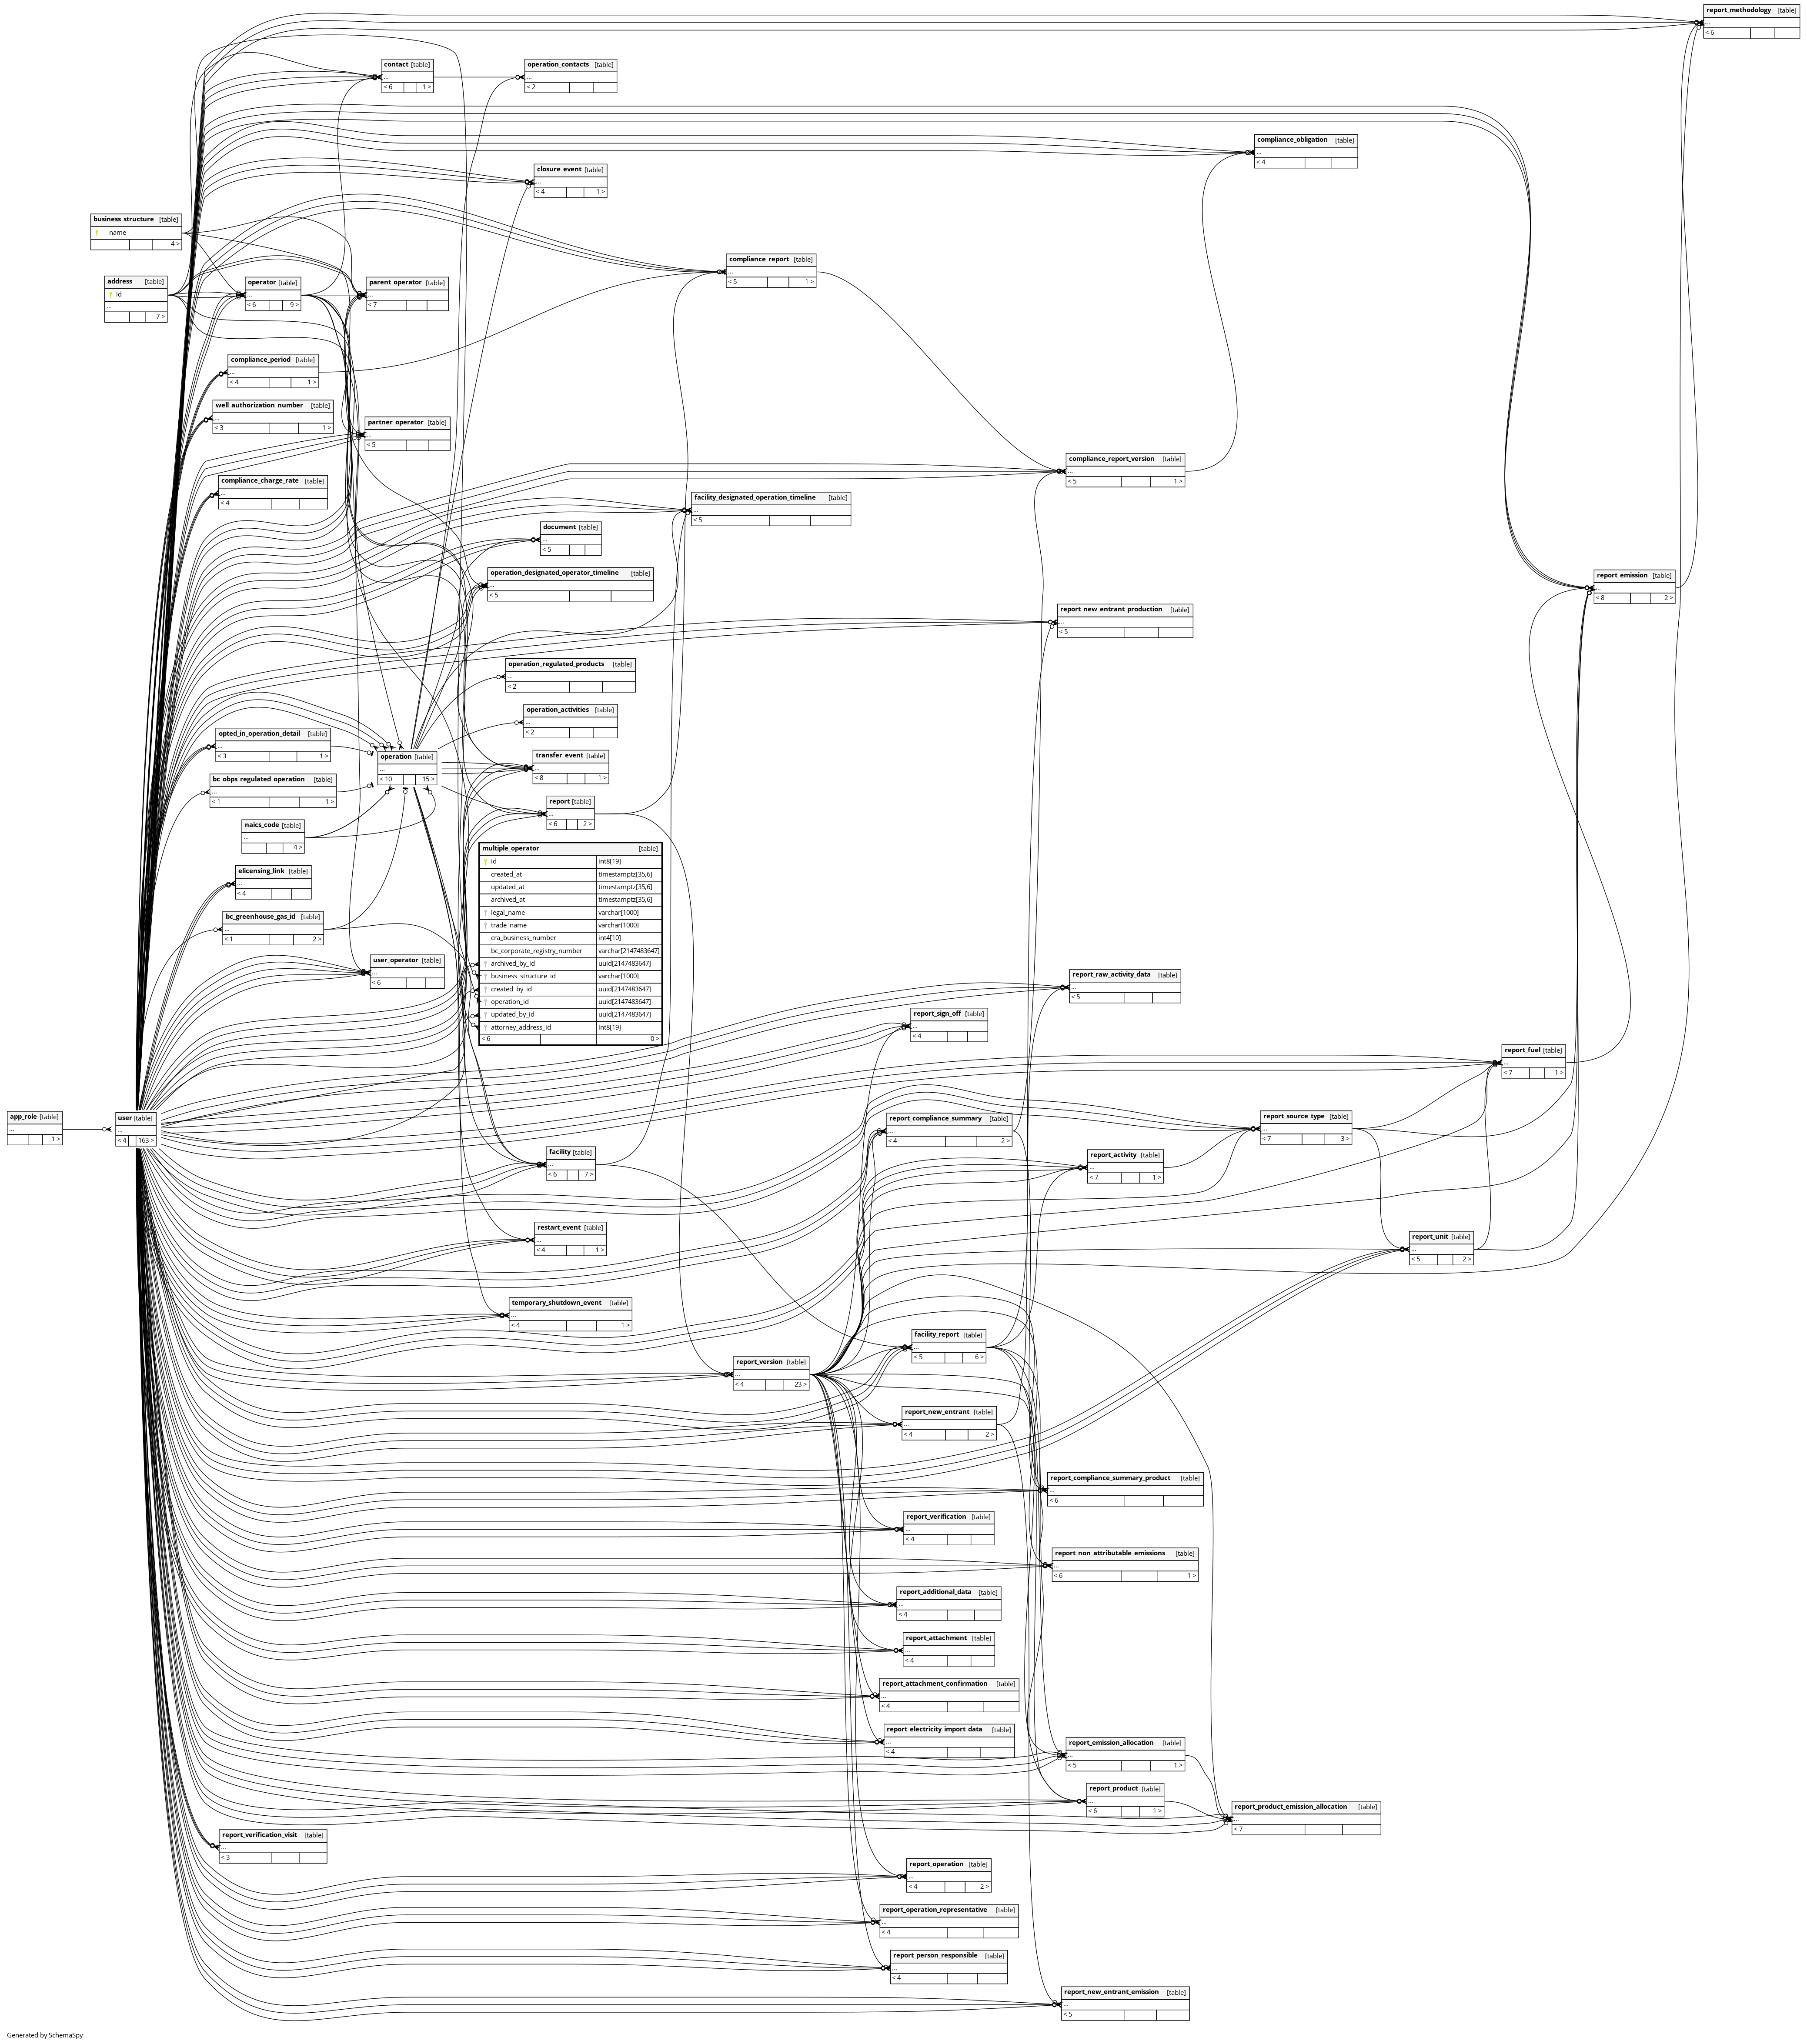 report_methodology [table]
...
< 6
contact [table]
...
< 6 1 >
operation_contacts [table]
...
< 2
compliance_obligation [table]
...
< 4
closure_event [table]
...
< 4 1 >
business_structure [table]
name
4 >
compliance_report [table]
...
< 5 1 >
address [table]
id
...
7 >
operator [table]
...
< 6 9 >
parent_operator [table]
...
< 7
compliance_period [table]
...
< 4 1 >
well_authorization_number [table]
...
< 3 1 >
partner_operator [table]
...
< 5
compliance_report_version [table]
...
< 5 1 >
compliance_charge_rate [table]
...
< 4
facility_designated_operation_timeline [table]
...
< 5
document [table]
...
< 5
operation_designated_operator_timeline [table]
...
< 5
report_emission [table]
...
< 8 2 >
report_new_entrant_production [table]
...
< 5
operation_regulated_products [table]
...
< 2
operation_activities [table]
...
< 2
opted_in_operation_detail [table]
...
< 3 1 >
operation [table]
...
< 10 15 >
transfer_event [table]
...
< 8 1 >
bc_obps_regulated_operation [table]
...
< 1 1 >
report [table]
...
< 6 2 >
naics_code [table]
...
4 >
multiple_operator [table]
id int8[19]
created_at timestamptz[35,6]
updated_at timestamptz[35,6]
archived_at timestamptz[35,6]
legal_name varchar[1000]
trade_name varchar[1000]
cra_business_number int4[10]
bc_corporate_registry_number varchar[2147483647]
archived_by_id uuid[2147483647]
business_structure_id varchar[1000]
created_by_id uuid[2147483647]
operation_id uuid[2147483647]
updated_by_id uuid[2147483647]
attorney_address_id int8[19]
< 6 0 >
elicensing_link [table]
...
< 4
bc_greenhouse_gas_id [table]
...
< 1 2 >
user_operator [table]
...
< 6
report_raw_activity_data [table]
...
< 5
report_sign_off [table]
...
< 4
report_fuel [table]
...
< 7 1 >
app_role [table]
...
1 >
user [table]
...
< 4 163 >
report_compliance_summary [table]
...
< 4 2 >
report_source_type [table]
...
< 7 3 >
facility [table]
...
< 6 7 >
report_activity [table]
...
< 7 1 >
restart_event [table]
...
< 4 1 >
report_unit [table]
...
< 5 2 >
temporary_shutdown_event [table]
...
< 4 1 >
facility_report [table]
...
< 5 6 >
report_version [table]
...
< 4 23 >
report_new_entrant [table]
...
< 4 2 >
report_compliance_summary_product [table]
...
< 6
report_verification [table]
...
< 4
report_non_attributable_emissions [table]
...
< 6 1 >
report_additional_data [table]
...
< 4
report_attachment [table]
...
< 4
report_attachment_confirmation [table]
...
< 4
report_electricity_import_data [table]
...
< 4
report_emission_allocation [table]
...
< 5 1 >
report_product [table]
...
< 6 1 >
report_product_emission_allocation [table]
...
< 7
report_verification_visit [table]
...
< 3
report_operation [table]
...
< 4 2 >
report_operation_representative [table]
...
< 4
report_person_responsible [table]
...
< 4
report_new_entrant_emission [table]
...
< 5
Generated by SchemaSpy